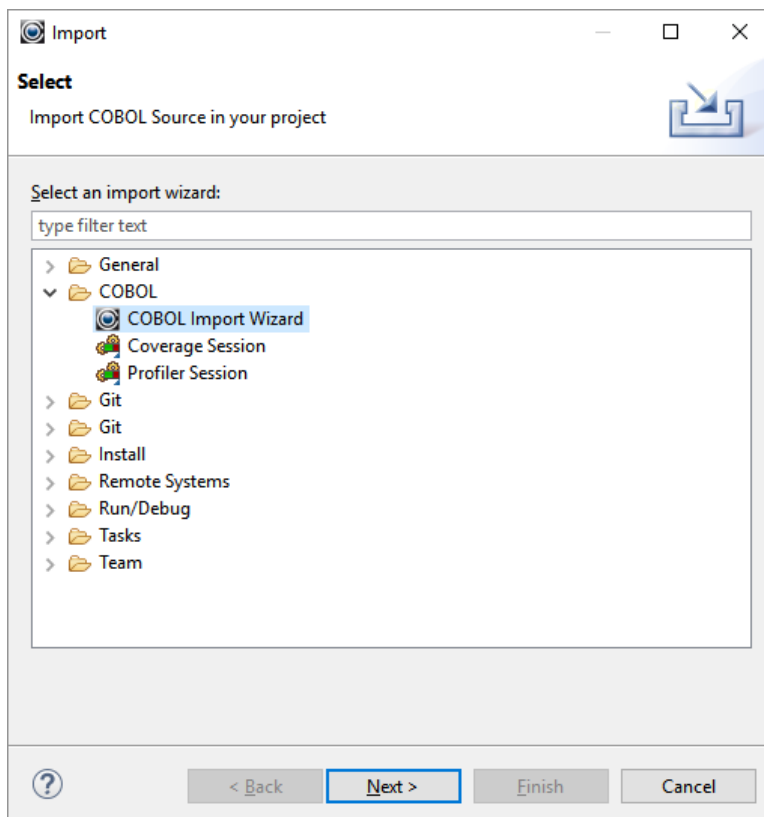 Import
Select
Import COBOL Source in your project
Select an import wizard:
type filter text
General
COBOL
COBOL Import Wizard
Coverage Session
Profiler Session
Git
Git
Install
Remote Systems
Run/Debug
Tasks
Team
? < Back Next > Finish Cancel